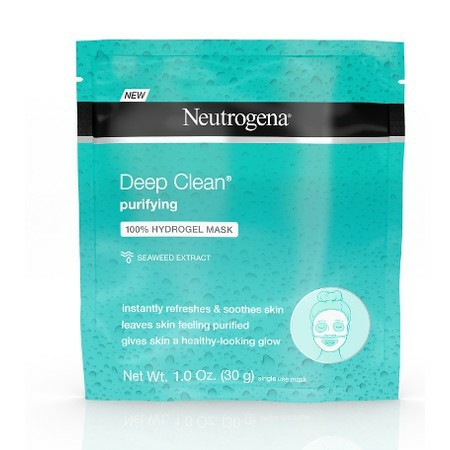 NEW
Neutrogena®
Deep Clean®
purifying
100% HYDROGEL MASK
SEAWEED EXTRACT
instantly refreshes & soothes skin
leaves skin feeling purified
gives skin a healthy-looking glow
Net Wt. 1.0 Oz. (30 g) single use mask